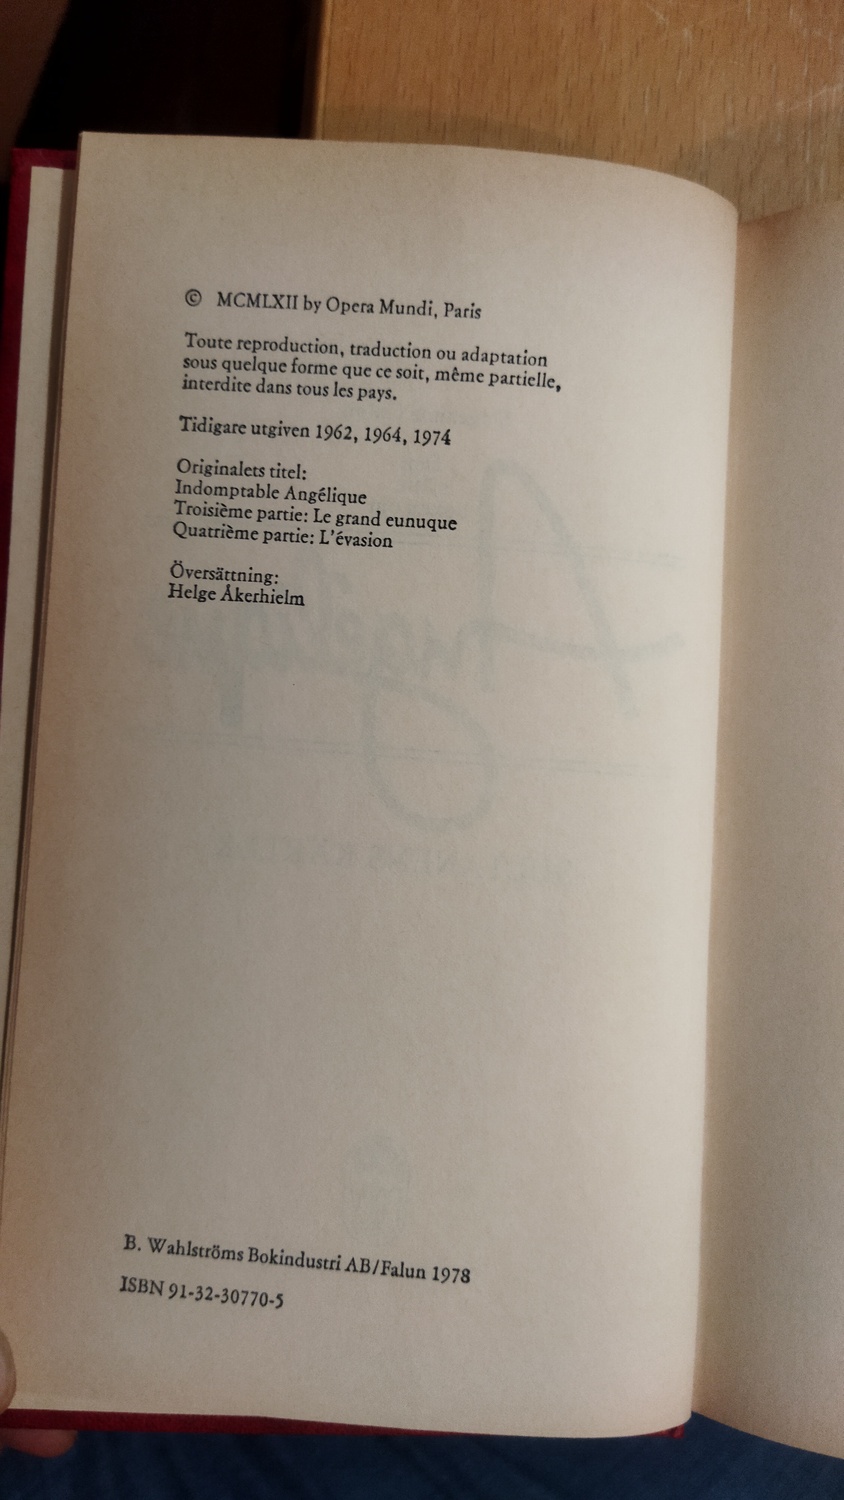 © MCMLXII by Opera Mundi, Paris
Toute reproduction, traduction ou adaptation
sous quelque forme que ce soit, même partielle,
interdite dans tous les pays.
Tidigare utgiven 1962, 1964, 1974
Originalets titel:
Indomptable Angélique
Troisième partie: Le grand eunuque
Quatrième partie: L'évasion
Översättning:
Helge Åkerhielm
B. Wahlströms Bokindustri AB/Falun 1978
ISBN 91-32-30770-5